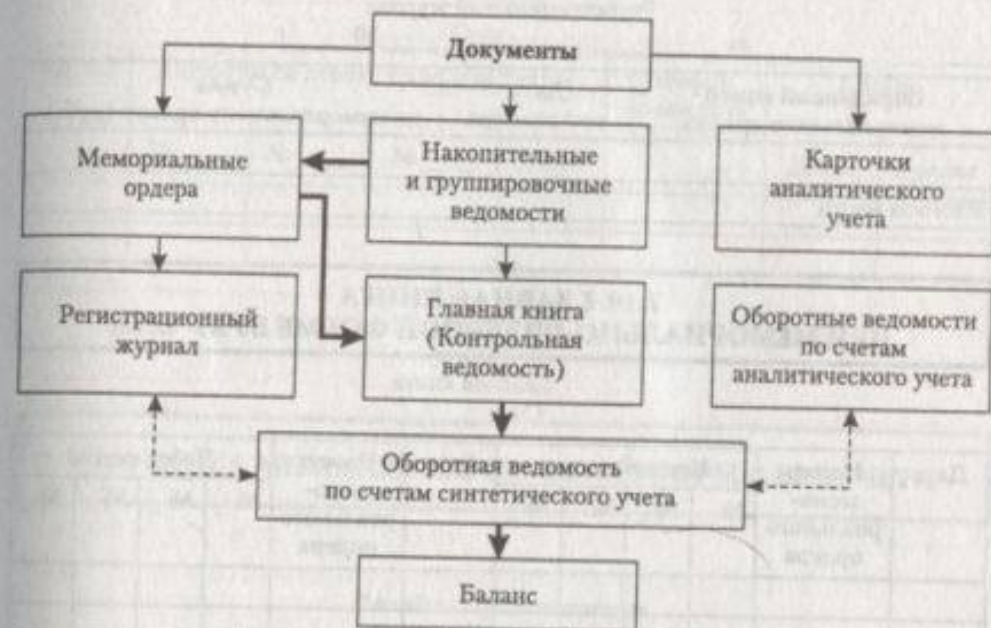 Документы
Мемориальные
ордера
Накопительные
и группировочные
ведомости
Карточки
аналитического
учета
Регистрационный
журнал
Главная книга
(Контрольная
ведомость)
Оборотные ведомости
по счетам
аналитического учета
Оборотная ведомость
по счетам синтетического учета
Баланс